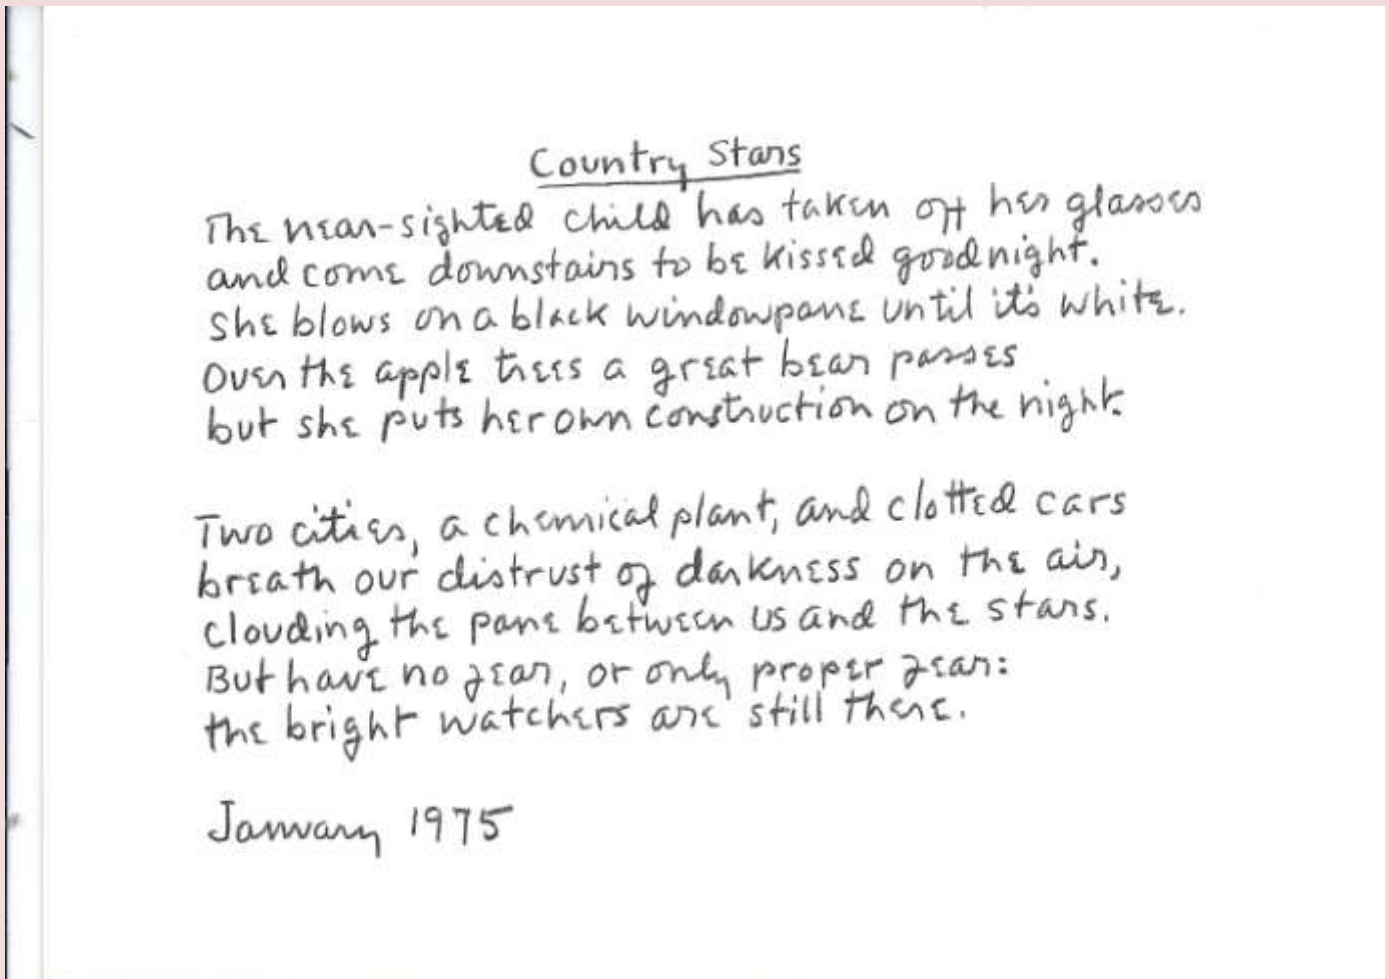 Country Stars
The near-sighted child has taken off her glasses
and come downstairs to be kissed goodnight.
She blows on a black windowpane until it's white.
Over the apple trees a great bear passes
but she puts her own construction on the night.
Two cities, a chemical plant, and clotted cars
breath our distrust of darkness on the air,
clouding the pane between us and the stars.
But have no fear, or only proper fear:
the bright watchers are still there.
January 1975